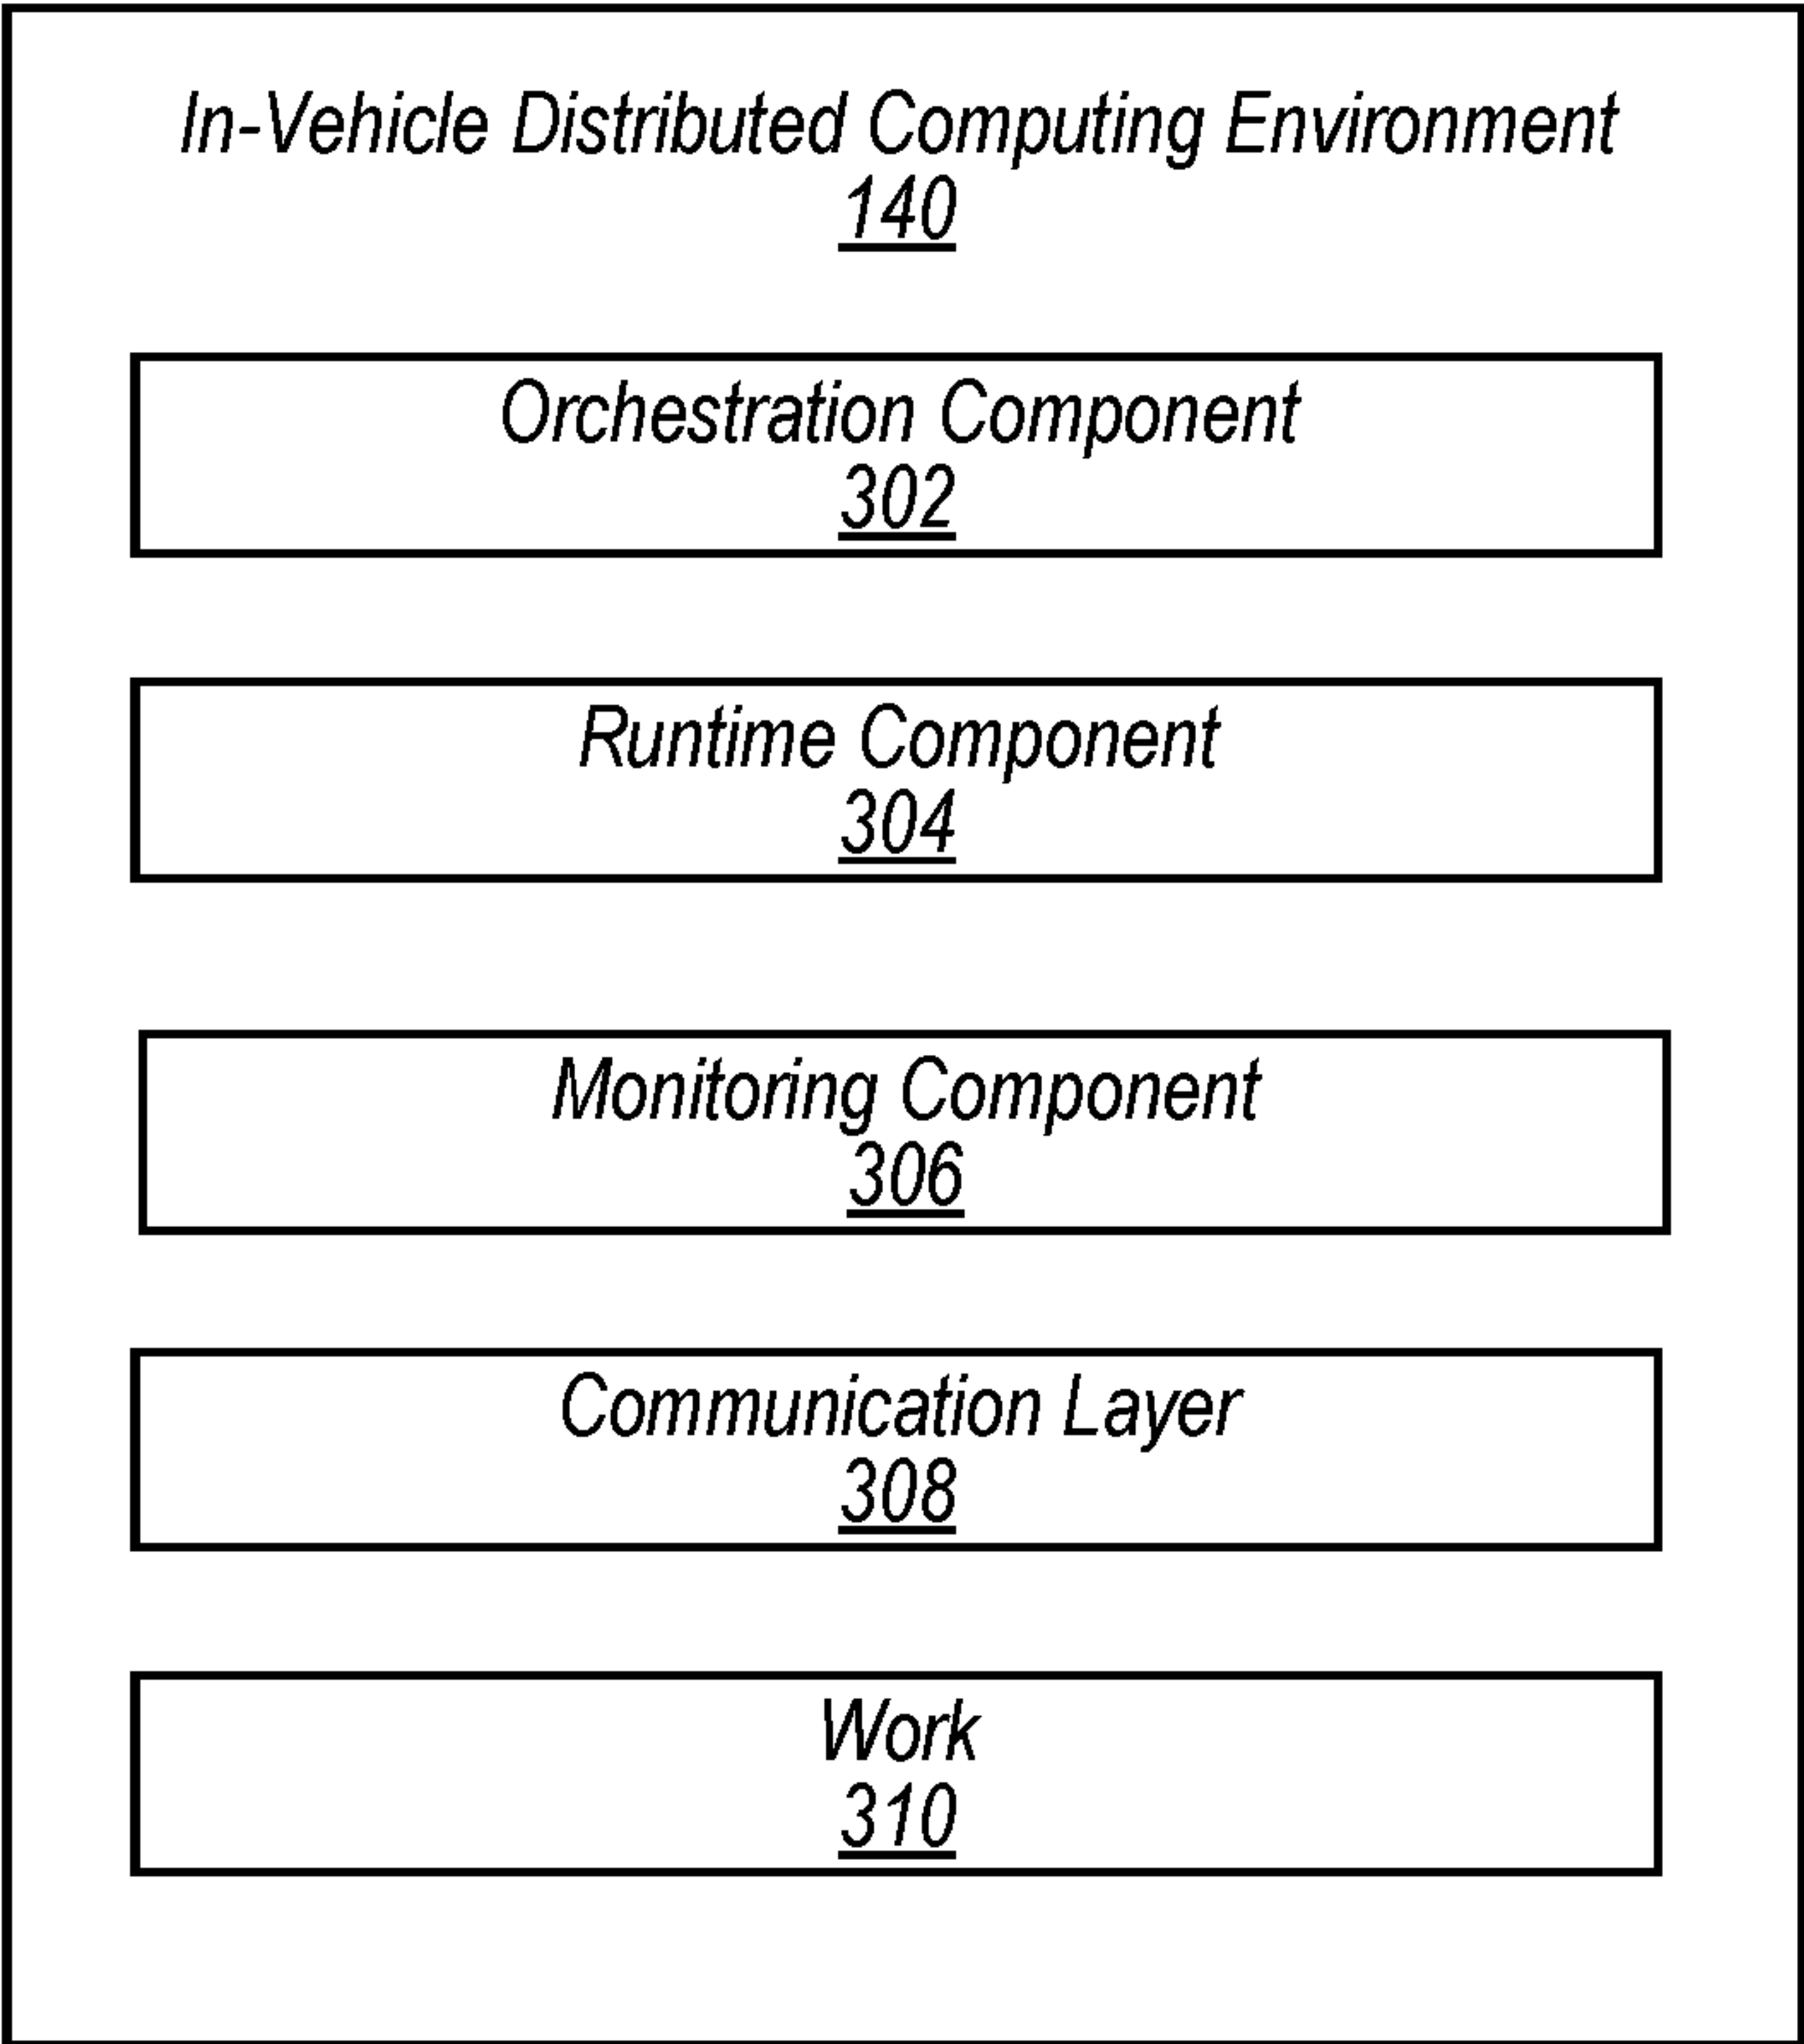 In-Vehicle Distributed Computing Environment
140
Orchestration Component
302
Runtime Component
304
Monitoring Component
306
Communication Layer
308
Work
310